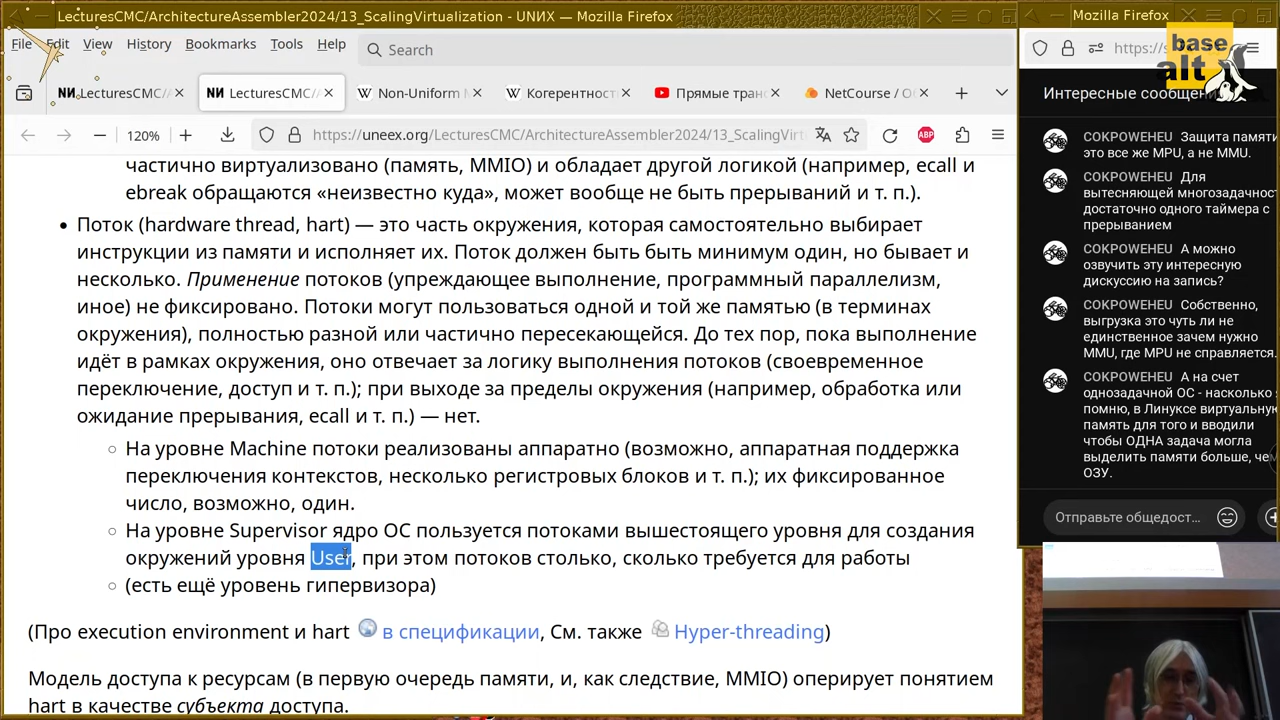 LecturesCMC/ArchitectureAssembler2024/13_ScalingVirtualization - UNИX — Mozilla Firefox
File Edit View History Bookmarks Tools Help
Search
LecturesCMC/A
LecturesCMC/
Non-Uniform
Когерентност
Прямые тран
NetCourse / О
120%
https://uneex.org/LecturesCMC/ArchitectureAssembler2024/13_ScalingVirt
частично виртуализовано (память, MMIO) и обладает другой логикой (например, ecall и
ebreak обращаются «неизвестно куда», может вообще не быть прерываний и т. п.).
Поток (hardware thread, hart) — это часть окружения, которая самостоятельно выбирает
инструкции из памяти и исполняет их. Поток должен быть быть минимум один, но бывает и
несколько. Применение потоков (упреждающее выполнение, программный параллелизм,
иное) не фиксировано. Потоки могут пользоваться одной и той же памятью (в терминах
окружения), полностью разной или частично пересекающейся. До тех пор, пока выполнение
идёт в рамках окружения, оно отвечает за логику выполнения потоков (своевременное
переключение, доступ и т. п.); при выходе за пределы окружения (например, обработка или
ожидание прерывания, ecall и т. п.) — нет.
На уровне Machine потоки реализованы аппаратно (возможно, аппаратная поддержка
переключения контекстов, несколько регистровых блоков и т. п.); их фиксированное
число, возможно, один.
На уровне Supervisor ядро ОС пользуется потоками вышестоящего уровня для создания
окружений уровня User, при этом потоков столько, сколько требуется для работы
(есть ещё уровень гипервизора)
(Про execution environment и hart в спецификации, См. также Hyper-threading)
Модель доступа к ресурсам (в первую очередь памяти, и, как следствие, MMIO) оперирует понятием
hart в качестве субъекта доступа.
Mozilla Firefox
https://s
base
alt
Интересные сообщени
COKPOWEHEU Защита памяти
это все же MPU, а не MMU.
COKPOWEHEU Для
вытесняющей многозадачнос
достаточно одного таймера с
прерыванием
COKPOWEHEU А можно
озвучить эту интересную
дискуссию на запись?
COKPOWEHEU Собственно,
выгрузка это чуть ли не
единственное зачем нужно
MMU, где MPU не справляется.
COKPOWEHEU А на счет
однозадачной ОС - насколько
помню, в Линуксе виртуальную
память для того и вводили
чтобы ОДНА задача могла
выделить памяти больше, че
ОЗУ.
Отправьте общедост…